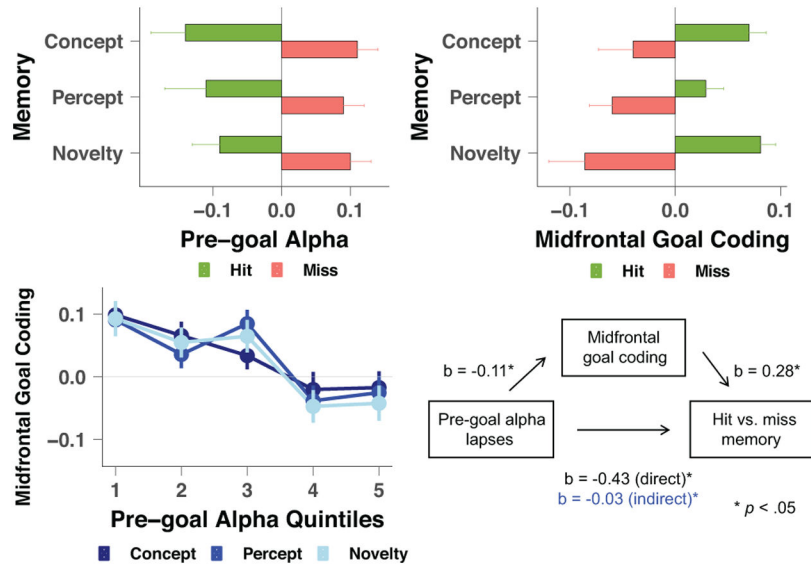 Memory
Concept
Percept
Novelty
−0.1 0.0 0.1
Pre−goal Alpha
Hit Miss
Memory
Concept
Percept
Novelty
−0.1 0.0 0.1
Midfrontal Goal Coding
Hit Miss
Midfrontal Goal Coding
0.1
0.0
−0.1
1 2 3 4 5
Pre−goal Alpha Quintiles
Concept Percept Novelty
Midfrontal
goal coding
b = -0.11*
b = 0.28*
Pre-goal alpha
lapses
Hit vs. miss
memory
b = -0.43 (direct)*
b = -0.03 (indirect)*
* p < .05